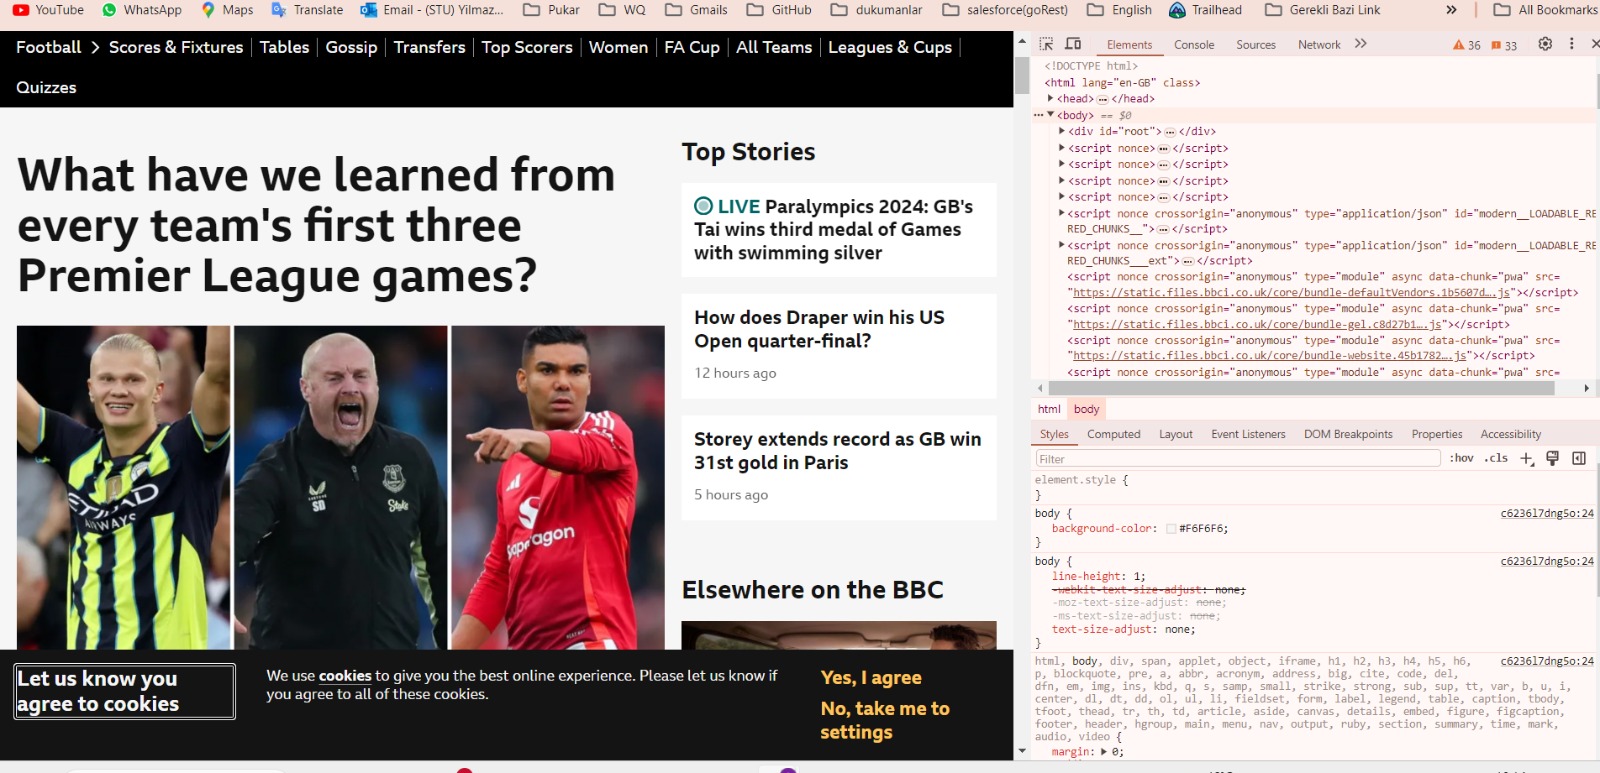 YouTube WhatsApp Maps Translate Email - (STU) Yilmaz... Pukar WQ Gmails GitHub dukumanlar salesforce(goRest) English Trailhead Gerekli Bazi Link » All Bookmarks
Football > Scores & Fixtures Tables Gossip Transfers Top Scorers Women FA Cup All Teams Leagues & Cups
Quizzes
What have we learned from
every team's first three
Premier League games?
ETIHAD
AIRWAYS
SD
Stake
Snapdragon
Top Stories
LIVE Paralympics 2024: GB's
Tai wins third medal of Games
with swimming silver
How does Draper win his US
Open quarter-final?
12 hours ago
Storey extends record as GB win
31st gold in Paris
5 hours ago
Elsewhere on the BBC
Let us know you
agree to cookies
We use cookies to give you the best online experience. Please let us know if
you agree to all of these cookies.
Yes, I agree
No, take me to
settings
Elements Console Sources Network » 36 33
<!DOCTYPE html>
<html lang="en-GB" class>
<head> … </head>
… <body> == $0
<div id="root"> … </div>
<script nonce> … </script>
<script nonce> … </script>
<script nonce> … </script>
<script nonce> … </script>
<script nonce crossorigin="anonymous" type="application/json" id="modern__LOADABLE_RE
RED_CHUNKS__"> … </script>
<script nonce crossorigin="anonymous" type="application/json" id="modern__LOADABLE_RE
RED_CHUNKS___ext"> … </script>
<script nonce crossorigin="anonymous" type="module" async data-chunk="pwa" src=
"https://static.files.bbci.co.uk/core/bundle-defaultVendors.1b5607d….js"></script>
<script nonce crossorigin="anonymous" type="module" async data-chunk="pwa" src=
"https://static.files.bbci.co.uk/core/bundle-gel.c8d27b1….js"></script>
<script nonce crossorigin="anonymous" type="module" async data-chunk="pwa" src=
"https://static.files.bbci.co.uk/core/bundle-website.45b1782….js"></script>
<script nonce crossorigin="anonymous" type="module" async data-chunk="pwa" src=
html body
Styles Computed Layout Event Listeners DOM Breakpoints Properties Accessibility
Filter :hov .cls +
element.style {
}
body { c6236l7dng5o:24
background-color: #F6F6F6;
}
body { c6236l7dng5o:24
line-height: 1;
-webkit-text-size-adjust: none;
-moz-text-size-adjust: none;
-ms-text-size-adjust: none;
text-size-adjust: none;
}
html, body, div, span, applet, object, iframe, h1, h2, h3, h4, h5, h6, c6236l7dng5o:24
p, blockquote, pre, a, abbr, acronym, address, big, cite, code, del,
dfn, em, img, ins, kbd, q, s, samp, small, strike, strong, sub, sup, tt, var, b, u, i,
center, dl, dt, dd, ol, ul, li, fieldset, form, label, legend, table, caption, tbody,
tfoot, thead, tr, th, td, article, aside, canvas, details, embed, figure, figcaption,
footer, header, hgroup, main, menu, nav, output, ruby, section, summary, time, mark,
audio, video {
margin: 0;